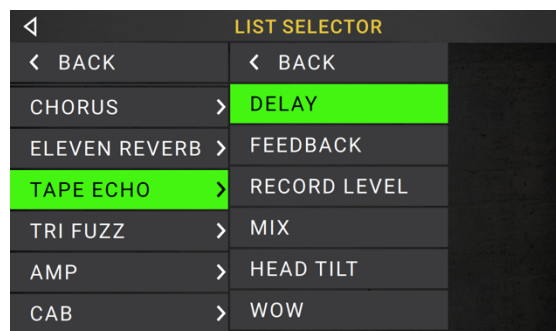 LIST SELECTOR
BACK
CHORUS
ELEVEN REVERB
TAPE ECHO
TRI FUZZ
AMP
CAB
BACK
DELAY
FEEDBACK
RECORD LEVEL
MIX
HEAD TILT
WOW